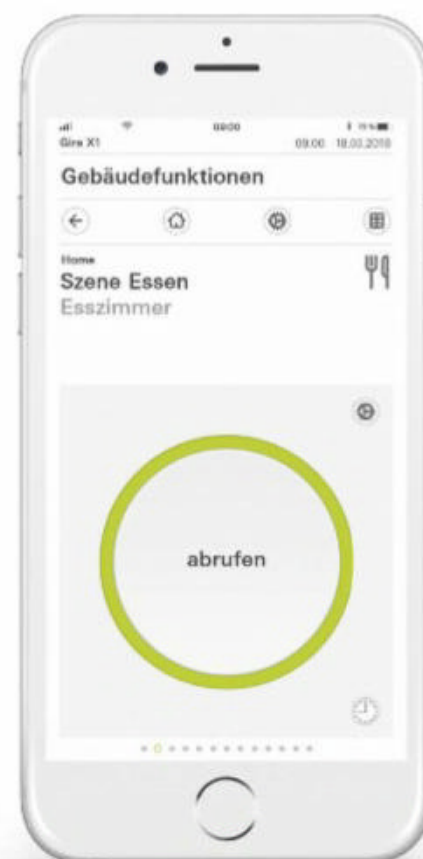 09:00
Gira X1 09:00 18.03.2018
Gebäudefunktionen
Home
Szene Essen
Esszimmer
abrufen